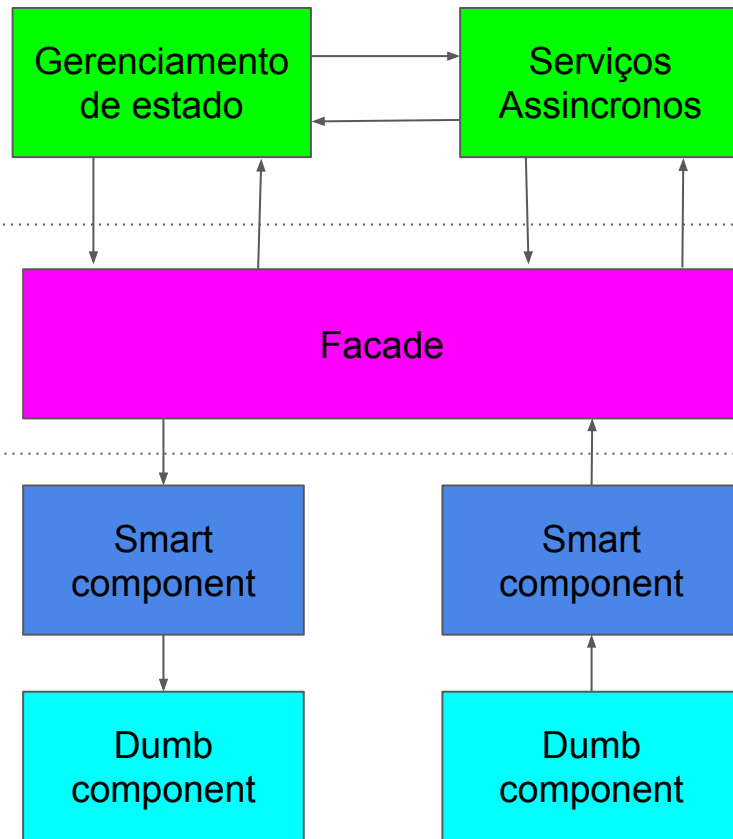 Gerenciamento
de estado
Serviços
Assincronos
Facade
Smart
component
Smart
component
Dumb
component
Dumb
component